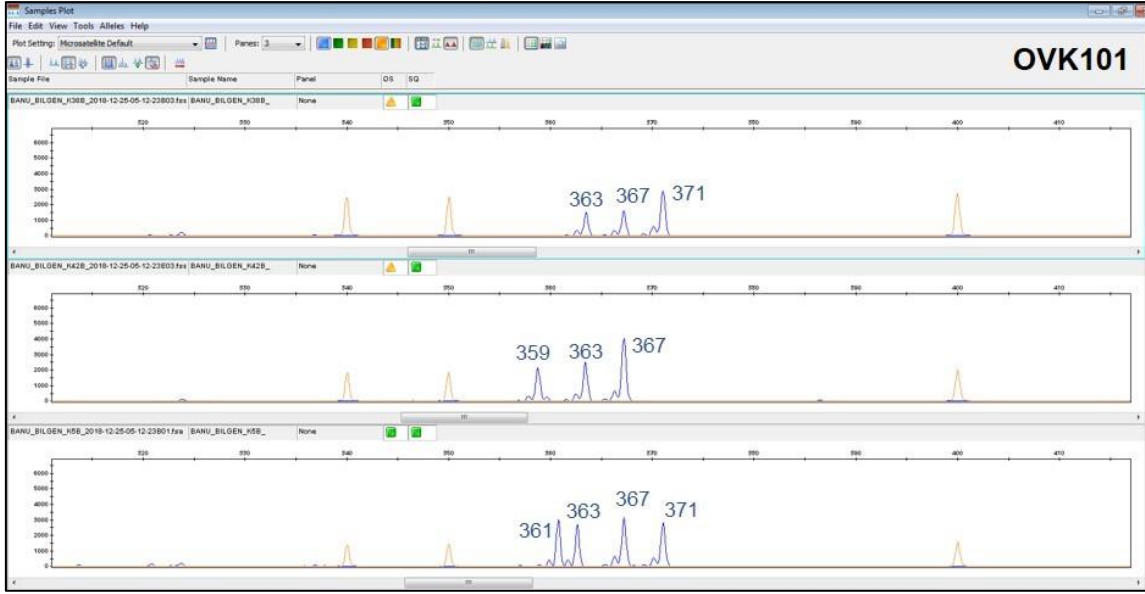 Samples Plot
File Edit View Tools Alleles Help
Plot Setting: Microsatellite Default Panes: 3
OVK101
Sample File Sample Name Panel OS SQ
BANU_BILGEN_K38B_2018-12-25-05-12-23B03.fsa BANU_BILGEN_K38B_ None
320 330 340 350 360 370 380 390 400 410
6000
5000
4000
3000
2000
1000
0
363 367 371
BANU_BILGEN_K42B_2018-12-25-05-12-23E03.fsa BANU_BILGEN_K42B_ None
320 330 340 350 360 370 380 390 400 410
6000
5000
4000
3000
2000
1000
0
359 363 367
BANU_BILGEN_K5B_2018-12-25-05-12-23B01.fsa BANU_BILGEN_K5B_ None
320 330 340 350 360 370 380 390 400 410
6000
5000
4000
3000
2000
1000
0
361 363 367 371